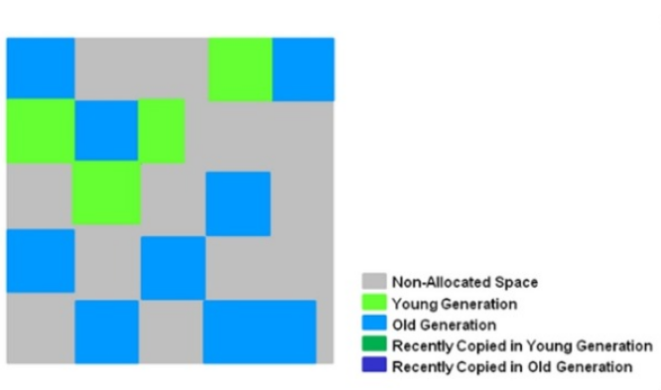 Non-Allocated Space
Young Generation
Old Generation
Recently Copied in Young Generation
Recently Copied in Old Generation